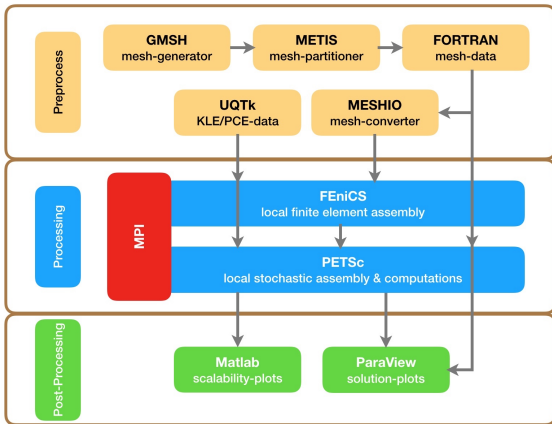 Preprocess
GMSH
mesh-generator
METIS
mesh-partitioner
FORTRAN
mesh-data
UQTk
KLE/PCE-data
MESHIO
mesh-converter
Processing
MPI
FEniCS
local finite element assembly
PETSc
local stochastic assembly & computations
Post-Processing
Matlab
scalability-plots
ParaView
solution-plots